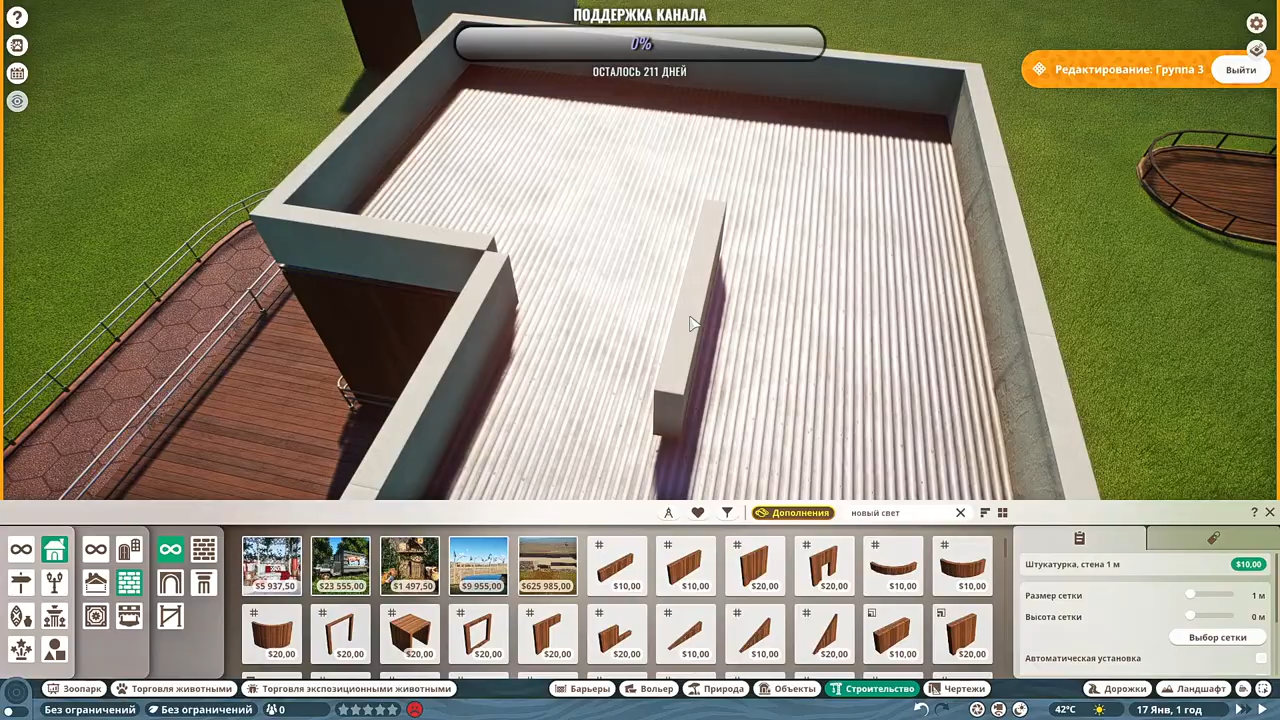 ПОДДЕРЖКА КАНАЛА
0%
ОСТАЛОСЬ 211 ДНЕЙ
Редактирование: Группа 3
Выйти
Дополнения
новый свет
$5 937,50
$23 555,00
$1 497,50
$9 955,00
$625 985,00
$10,00
$10,00
$20,00
$20,00
$10,00
$10,00
$20,00
$20,00
$20,00
$20,00
$20,00
$20,00
$10,00
$10,00
$20,00
$10,00
$20,00
Штукатурка, стена 1 м
$10,00
Размер сетки
1 м
Высота сетки
0 м
Выбор сетки
Автоматическая установка
Зоопарк
Торговля животными
Торговля экспозиционными животными
Барьеры
Вольер
Природа
Объекты
Строительство
Чертежи
Дорожки
Ландшафт
Без ограничений
Без ограничений
0
42°C
17 Янв, 1 год